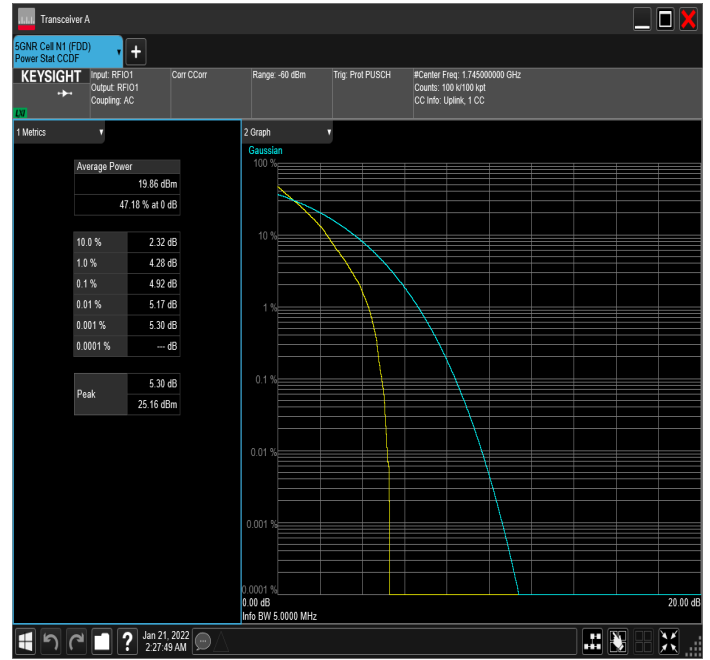 Transceiver A
5GNR Cell N1 (FDD)
Power Stat CCDF
KEYSIGHT
LXI
Input: RFIO1
Output: RFIO1
Coupling: AC
Corr CCorr
Range: -60 dBm
Trig: Prot PUSCH
#Center Freq: 1.745000000 GHz
Counts: 100 k/100 kpt
CC Info: Uplink, 1 CC
1 Metrics
Average Power
19.86 dBm
47.18 % at 0 dB
10.0 % 2.32 dB
1.0 % 4.28 dB
0.1 % 4.92 dB
0.01 % 5.17 dB
0.001 % 5.30 dB
0.0001 % --- dB
Peak
5.30 dB
25.16 dBm
2 Graph
Gaussian
100 %
10 %
1 %
0.1 %
0.01 %
0.001 %
0.0001 %
0.00 dB
20.00 dB
Info BW 5.0000 MHz
?
Jan 21, 2022
2:27:49 AM